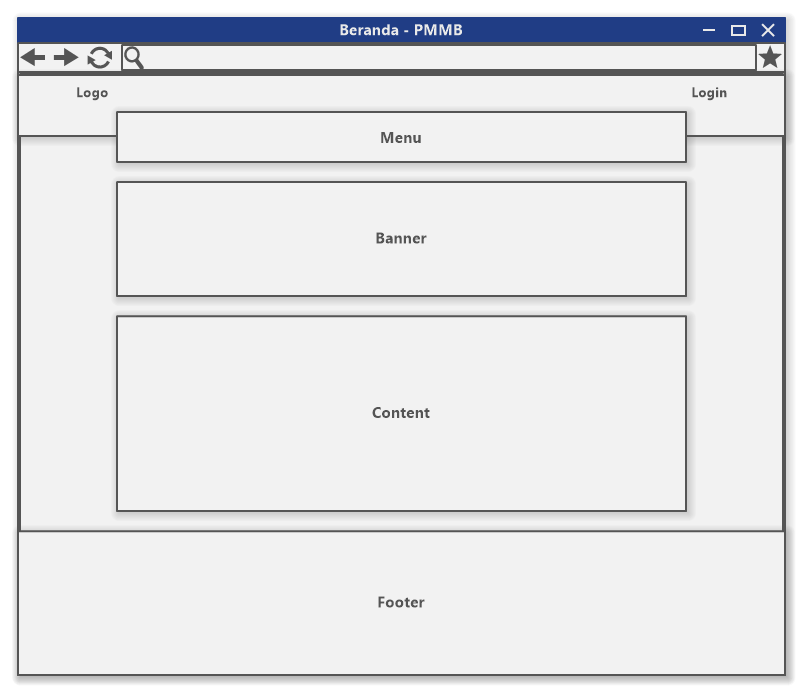 Beranda - PMMB
Logo
Login
Menu
Banner
Content
Footer